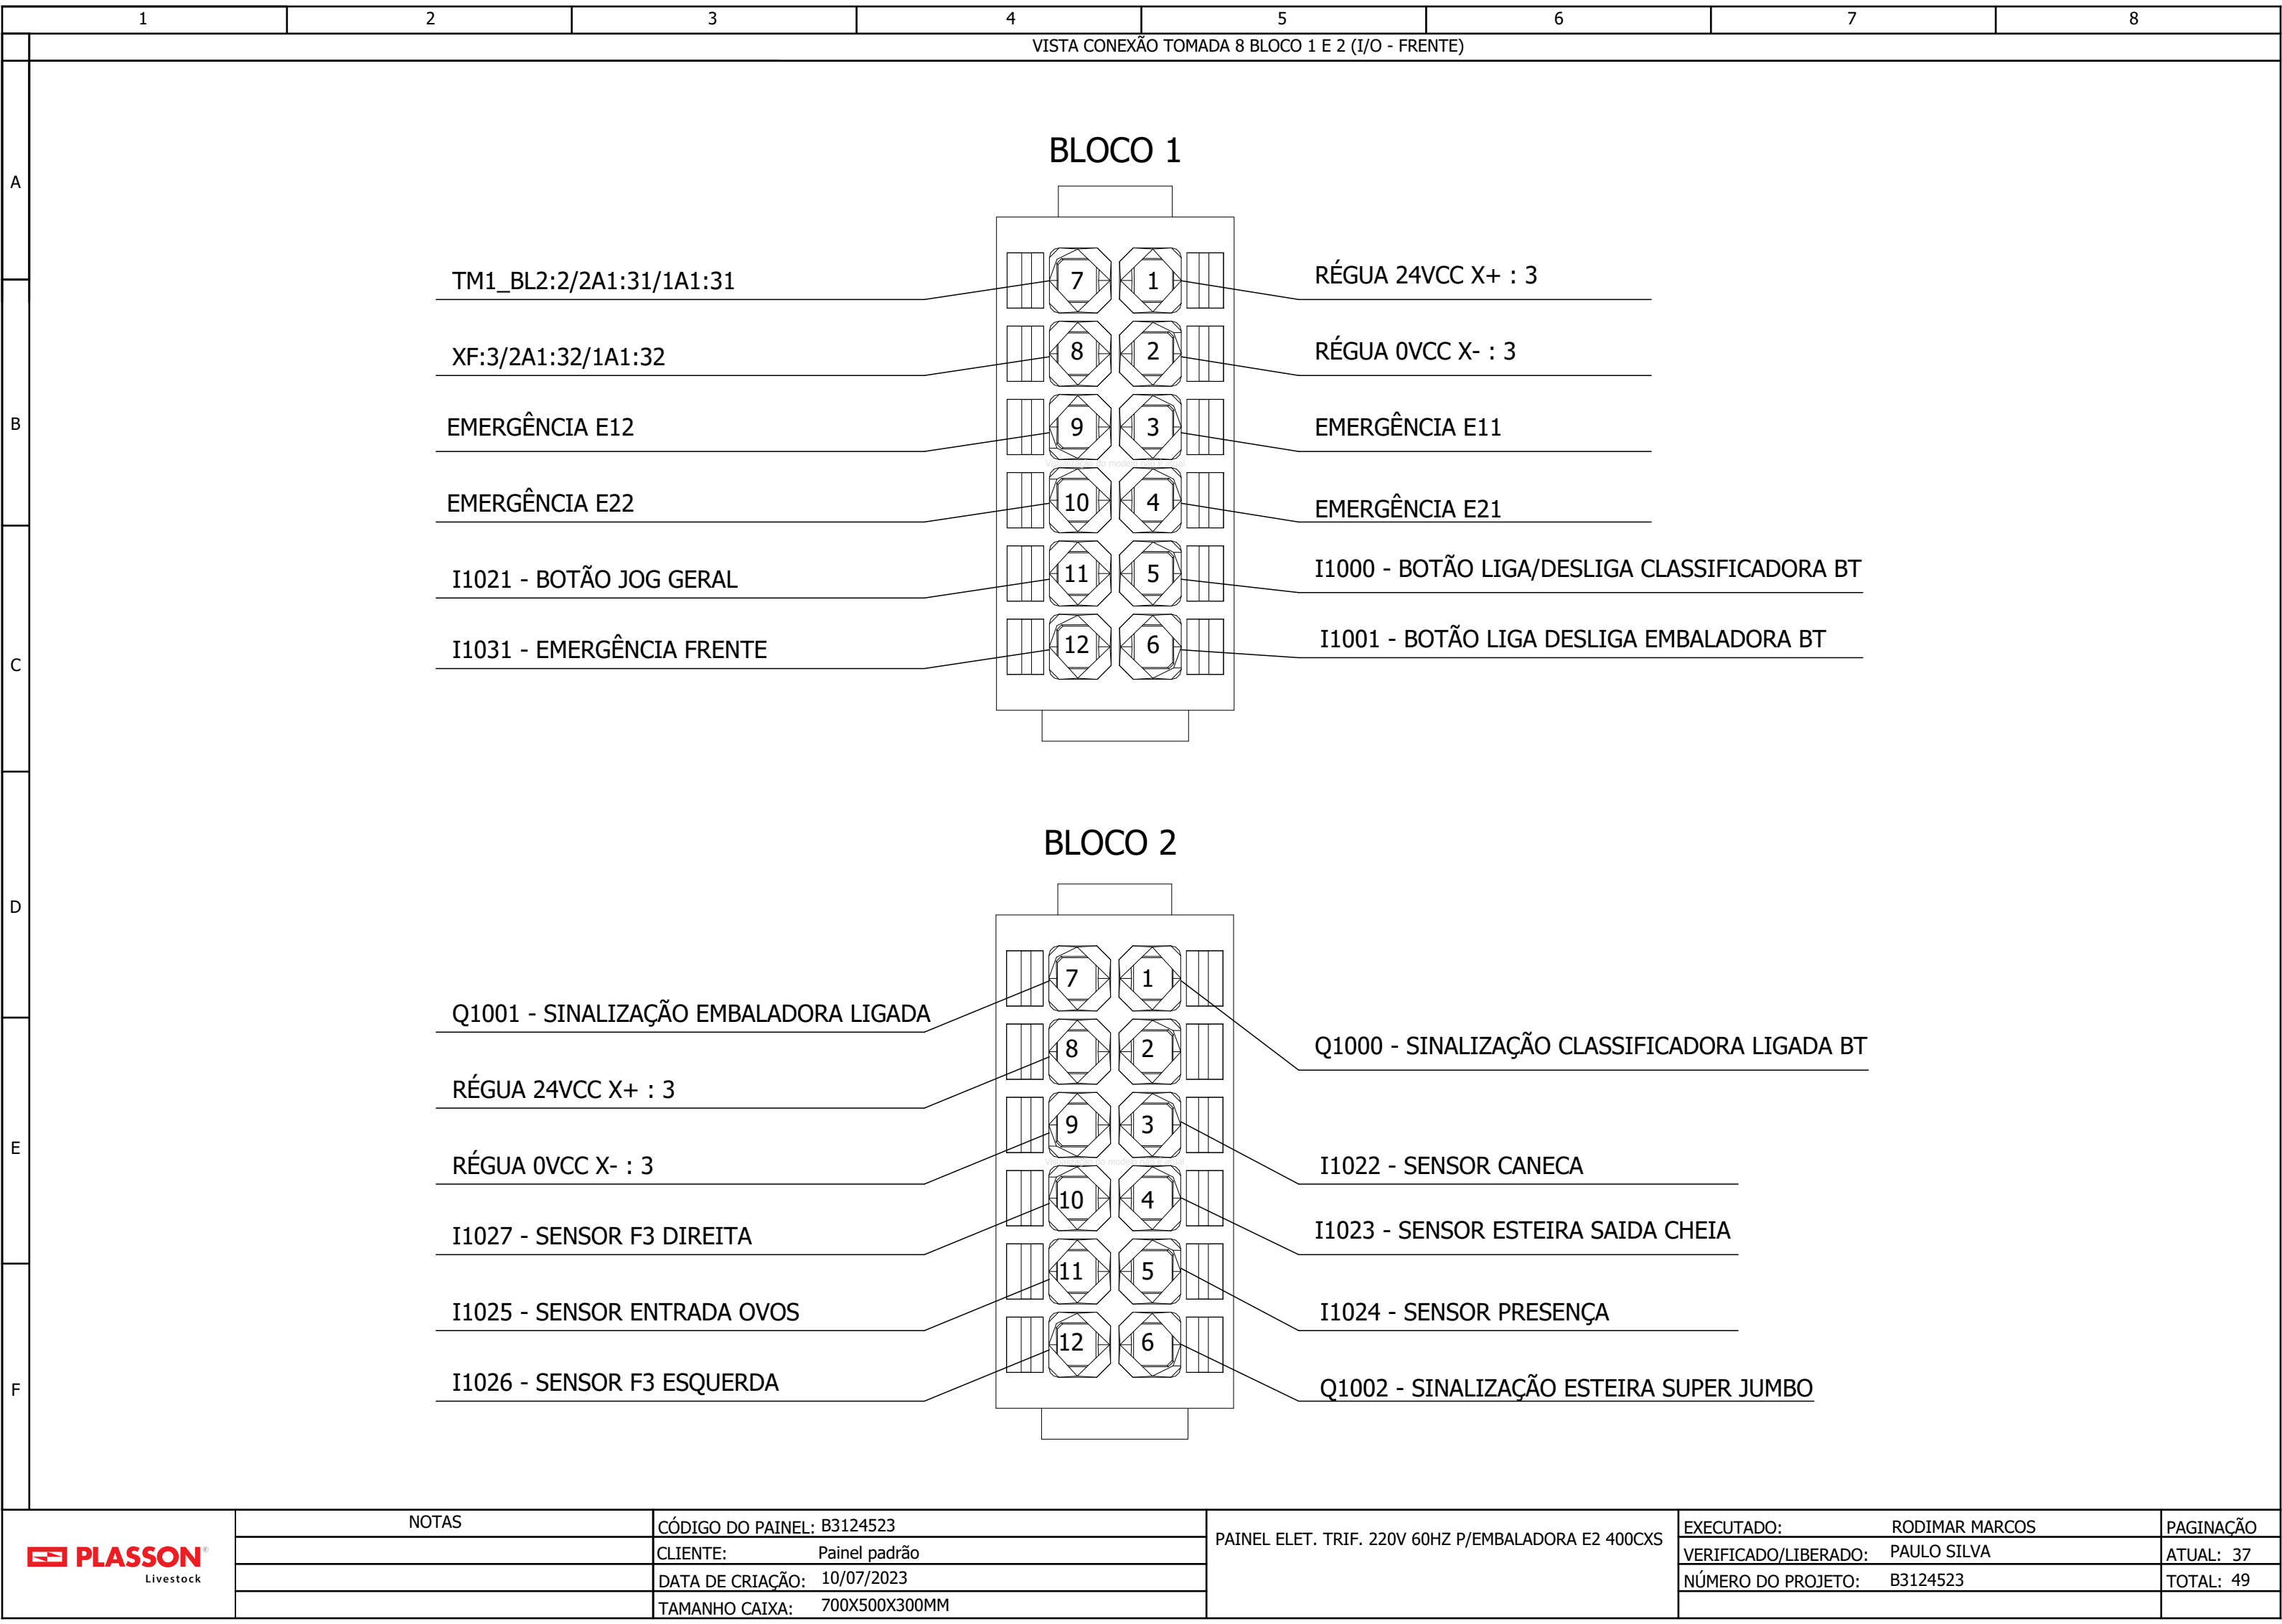 1 2 3 4 5 6 7 8
VISTA CONEXÃO TOMADA 8 BLOCO 1 E 2 (I/O - FRENTE)
A
B
C
D
E
F
BLOCO 1
TM1_BL2:2/2A1:31/1A1:31
7 1
RÉGUA 24VCC X+ : 3
XF:3/2A1:32/1A1:32
8 2
RÉGUA 0VCC X- : 3
EMERGÊNCIA E12
9 3
EMERGÊNCIA E11
EMERGÊNCIA E22
10 4
EMERGÊNCIA E21
I1021 - BOTÃO JOG GERAL
11 5
I1000 - BOTÃO LIGA/DESLIGA CLASSIFICADORA BT
I1031 - EMERGÊNCIA FRENTE
12 6
I1001 - BOTÃO LIGA DESLIGA EMBALADORA BT
BLOCO 2
Q1001 - SINALIZAÇÃO EMBALADORA LIGADA
7 1
Q1000 - SINALIZAÇÃO CLASSIFICADORA LIGADA BT
RÉGUA 24VCC X+ : 3
8 2
RÉGUA 0VCC X- : 3
9 3
I1022 - SENSOR CANECA
I1027 - SENSOR F3 DIREITA
10 4
I1023 - SENSOR ESTEIRA SAIDA CHEIA
I1025 - SENSOR ENTRADA OVOS
11 5
I1024 - SENSOR PRESENÇA
I1026 - SENSOR F3 ESQUERDA
12 6
Q1002 - SINALIZAÇÃO ESTEIRA SUPER JUMBO
PLASSON®
Livestock
NOTAS
CÓDIGO DO PAINEL: B3124523
CLIENTE: Painel padrão
DATA DE CRIAÇÃO: 10/07/2023
TAMANHO CAIXA: 700X500X300MM
PAINEL ELET. TRIF. 220V 60HZ P/EMBALADORA E2 400CXS
EXECUTADO: RODIMAR MARCOS
VERIFICADO/LIBERADO: PAULO SILVA
NÚMERO DO PROJETO: B3124523
PAGINAÇÃO
ATUAL: 37
TOTAL: 49